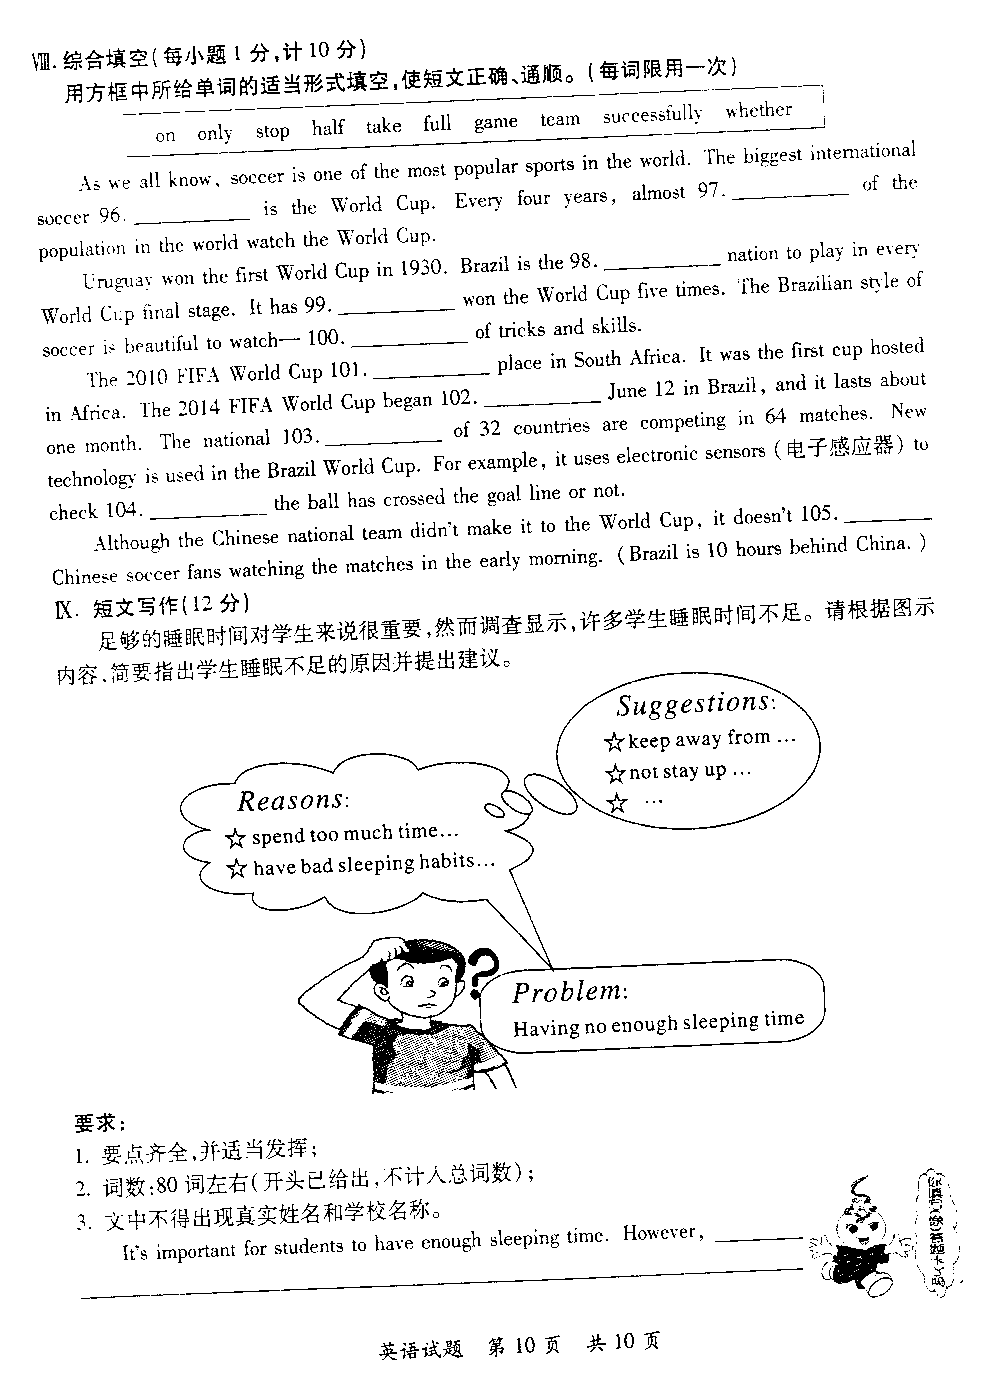 Ⅷ. 综合填空(每小题1分,计10分)
用方框中所给单词的适当形式填空,使短文正确、通顺。(每词限用一次)
on only stop half take full game team successfully whether
As we all know, soccer is one of the most popular sports in the world. The biggest international
soccer 96. __________ is the World Cup. Every four years, almost 97. __________ of the
population in the world watch the World Cup.
Uruguay won the first World Cup in 1930. Brazil is the 98. __________ nation to play in every
World Cup final stage. It has 99. __________ won the World Cup five times. The Brazilian style of
soccer is beautiful to watch— 100. __________ of tricks and skills.
The 2010 FIFA World Cup 101. __________ place in South Africa. It was the first cup hosted
in Africa. The 2014 FIFA World Cup began 102. __________ June 12 in Brazil, and it lasts about
one month. The national 103. __________ of 32 countries are competing in 64 matches. New
technology is used in the Brazil World Cup. For example, it uses electronic sensors (电子感应器) to
check 104. __________ the ball has crossed the goal line or not.
Although the Chinese national team didn't make it to the World Cup, it doesn't 105. ________
Chinese soccer fans watching the matches in the early morning. (Brazil is 10 hours behind China.)
Ⅸ. 短文写作(12分)
足够的睡眠时间对学生来说很重要,然而调查显示,许多学生睡眠时间不足。请根据图示
内容,简要指出学生睡眠不足的原因并提出建议。
Suggestions:
☆keep away from ...
☆not stay up ...
☆ ...
Reasons:
☆ spend too much time...
☆ have bad sleeping habits...
?
Problem:
Having no enough sleeping time
要求:
1. 要点齐全,并适当发挥;
2. 词数:80词左右(开头已给出,不计入总词数);
3. 文中不得出现真实姓名和学校名称。
It's important for students to have enough sleeping time. However, ________
英语试题 第10页 共10页